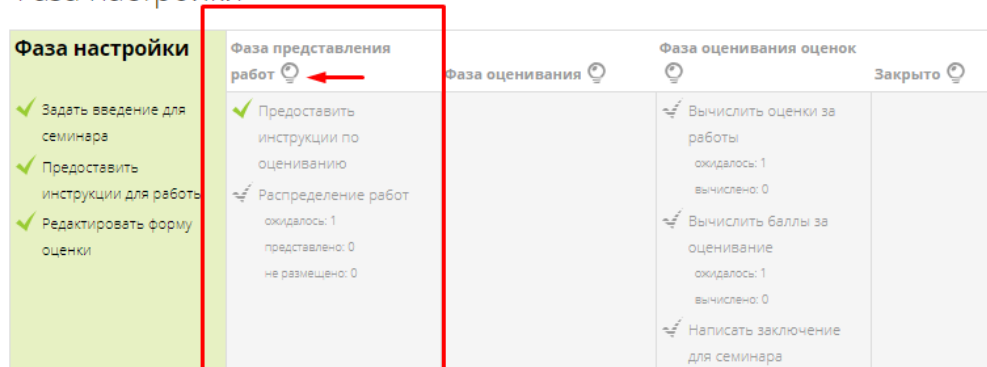 Фаза настройки
Фаза представления
работ
Фаза оценивания
Фаза оценивания оценок
Закрыто
Задать введение для
семинара
Предоставить
инструкции для работы
Редактировать форму
оценки
Предоставить
инструкции по
оцениванию
Распределение работ
ожидалось: 1
представлено: 0
не размещено: 0
Вычислить оценки за
работы
ожидалось: 1
вычислено: 0
Вычислить баллы за
оценивание
ожидалось: 1
вычислено: 0
Написать заключение
для семинара